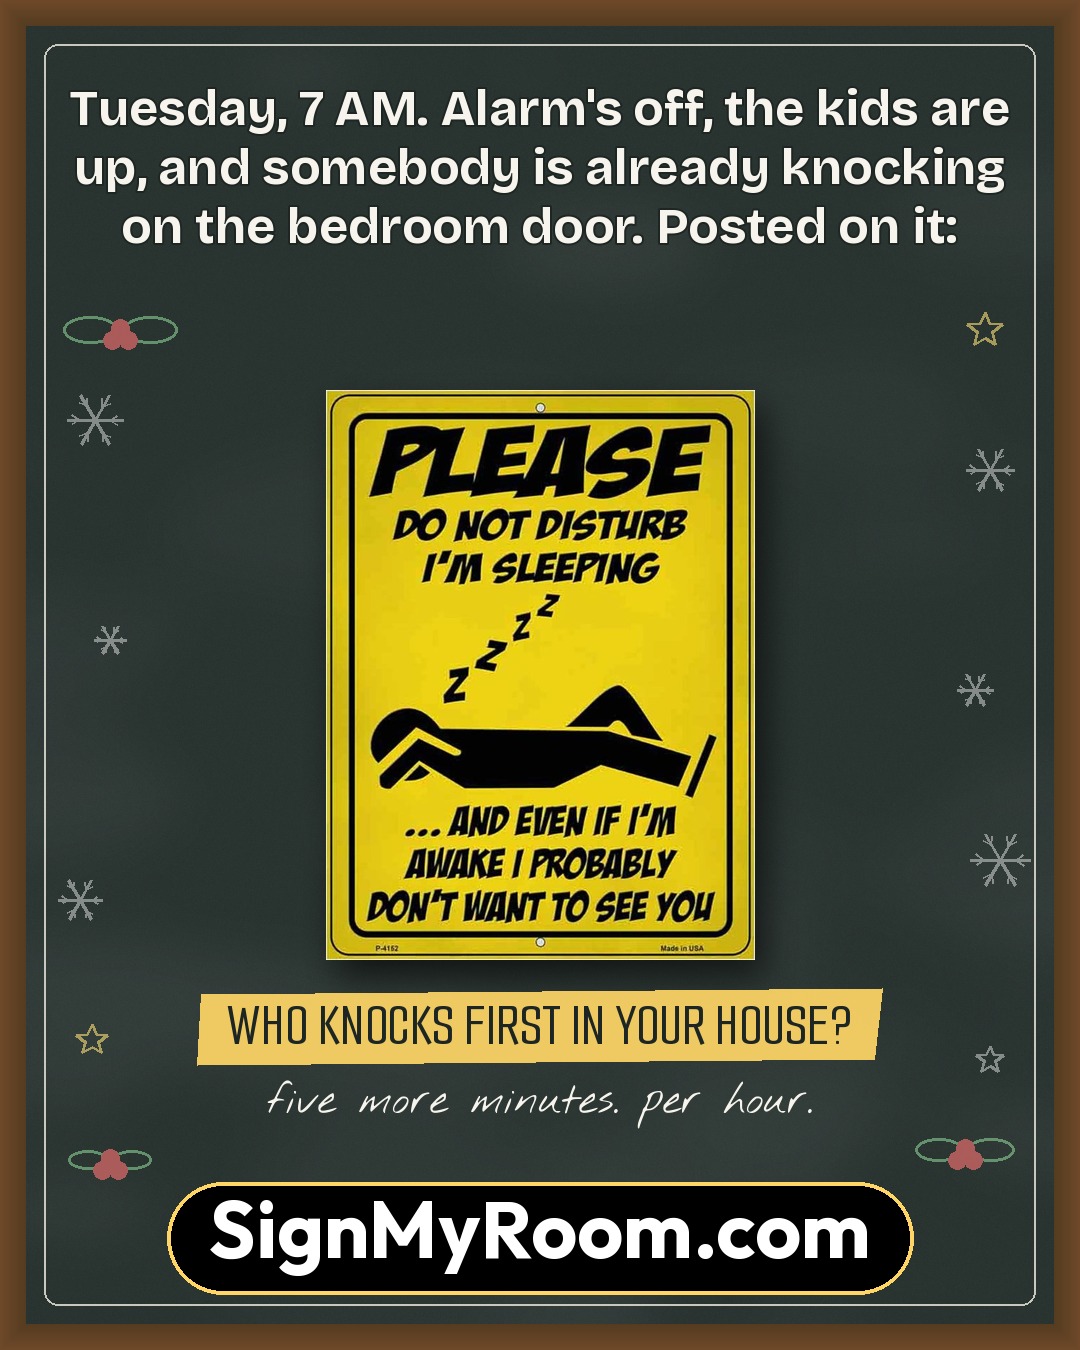 Tuesday, 7 AM. Alarm's off, the kids are
up, and somebody is already knocking
on the bedroom door. Posted on it:
PLEASE
DO NOT DISTURB
I'M SLEEPING
Z
Z
Z
Z
... AND EVEN IF I'M
AWAKE I PROBABLY
DON'T WANT TO SEE YOU
P-4152 Made in USA
WHO KNOCKS FIRST IN YOUR HOUSE?
five more minutes. per hour.
SignMyRoom.com